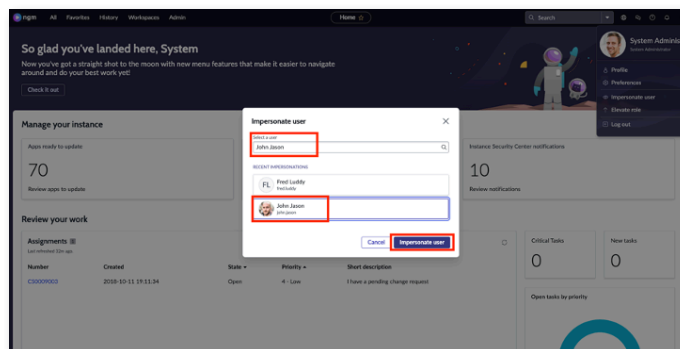 ngm All Favorites History Workspaces Admin Home Search
So glad you've landed here, System
Now you've got a straight shot to the moon with new menu features that make it easier to navigate
around and do your best work yet!
Check it out
System Adminis
System Administrator
Profile
Preferences
Impersonate user
Elevate role
Log out
Manage your instance
Apps ready to update
70
Review apps to update
Instance Security Center notifications
10
Review notifications
Impersonate user
Select a user
John Jason
RECENT IMPERSONATIONS
FL Fred Luddy
fred.luddy
John Jason
john.jason
Cancel Impersonate user
Review your work
Assignments
Last refreshed 53m ago.
Number Created State Priority Short description
CS0009003 2018-10-11 19:11:34 Open 4 - Low I have a pending change request
Critical Tasks
0
New tasks
0
Open tasks by priority